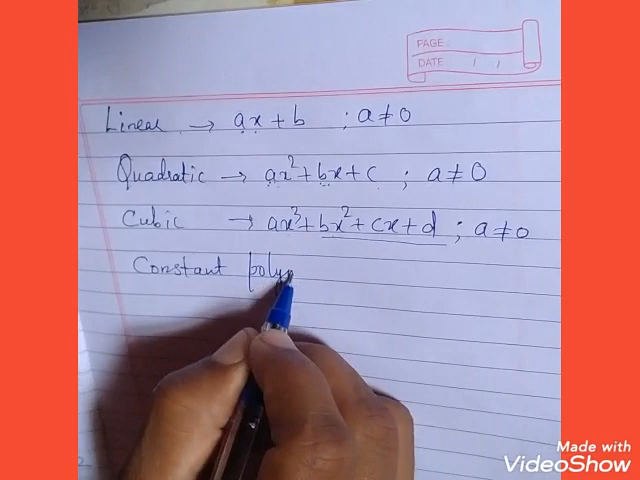 PAGE
DATE / /
Linear → ax + b ; a ≠ 0
Quadratic → ax² + bx + c ; a ≠ 0
Cubic → ax³ + bx² + cx + d ; a ≠ 0
Constant poly
Made with
VideoShow